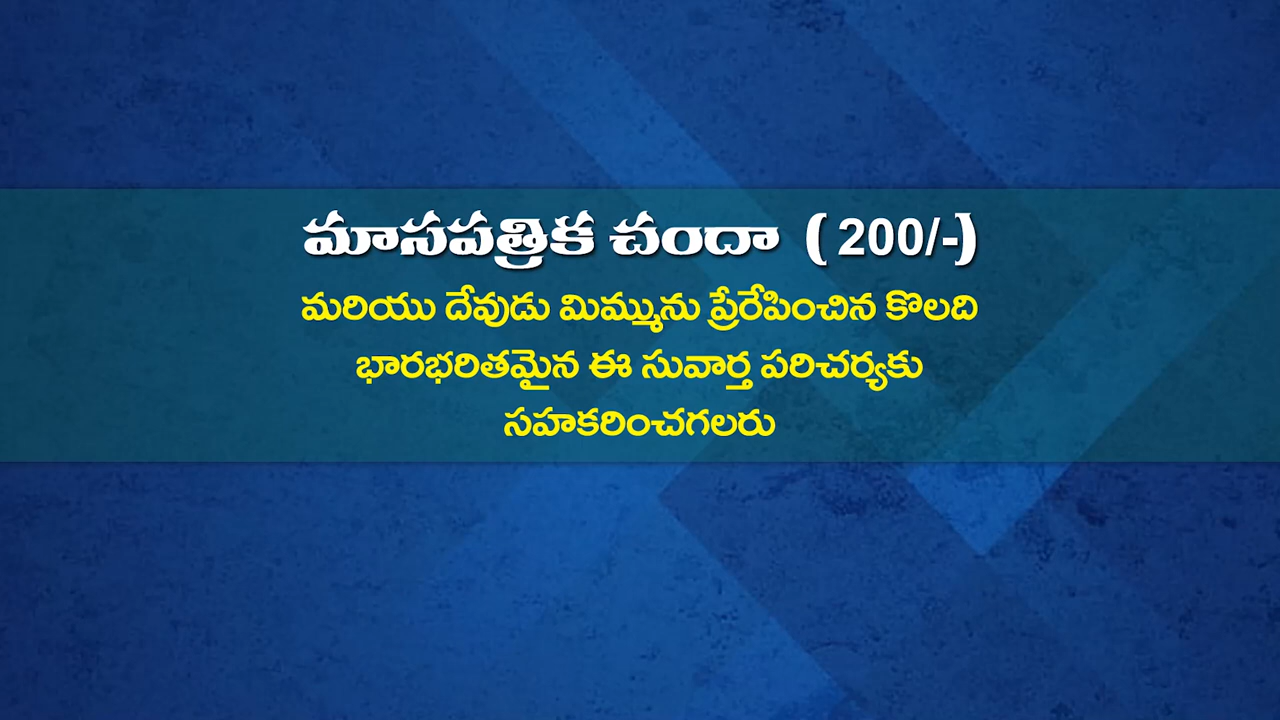 మాసపత్రిక చందా ( 200/-)
మరియు దేవుడు మిమ్మును ప్రేరేపించిన కొలది
భారభరితమైన ఈ సువార్త పరిచర్యకు
సహకరించగలరు